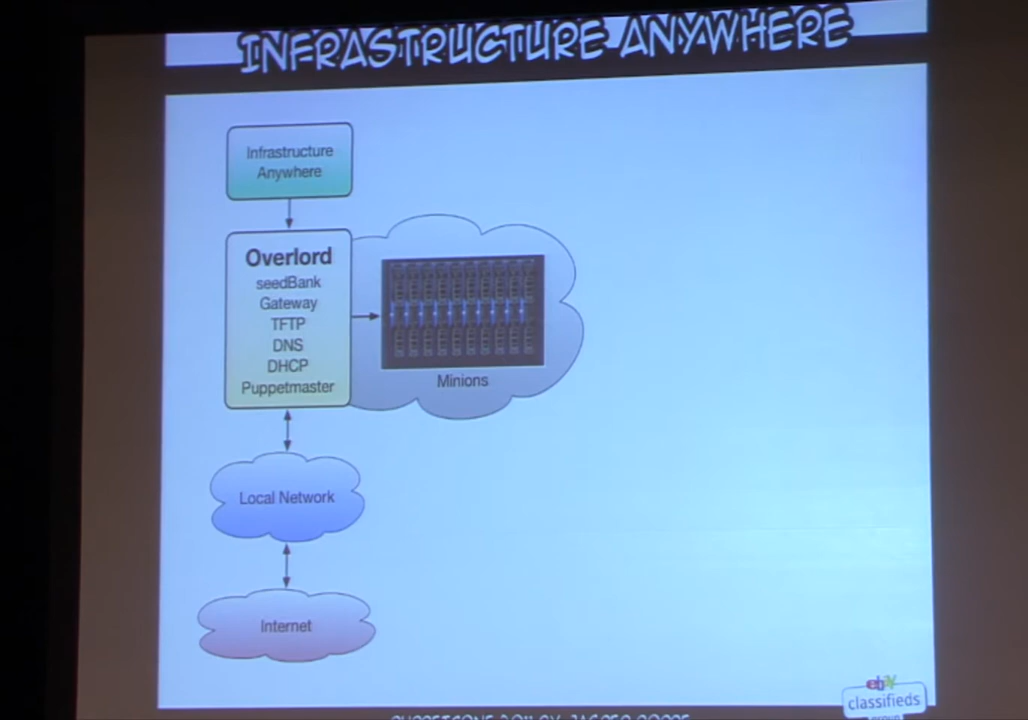 INFRASTRUCTURE ANYWHERE
Infrastructure
Anywhere
Overlord
seedBank
Gateway
TFTP
DNS
DHCP
Puppetmaster
Minions
Local Network
Internet
ebay
classifieds